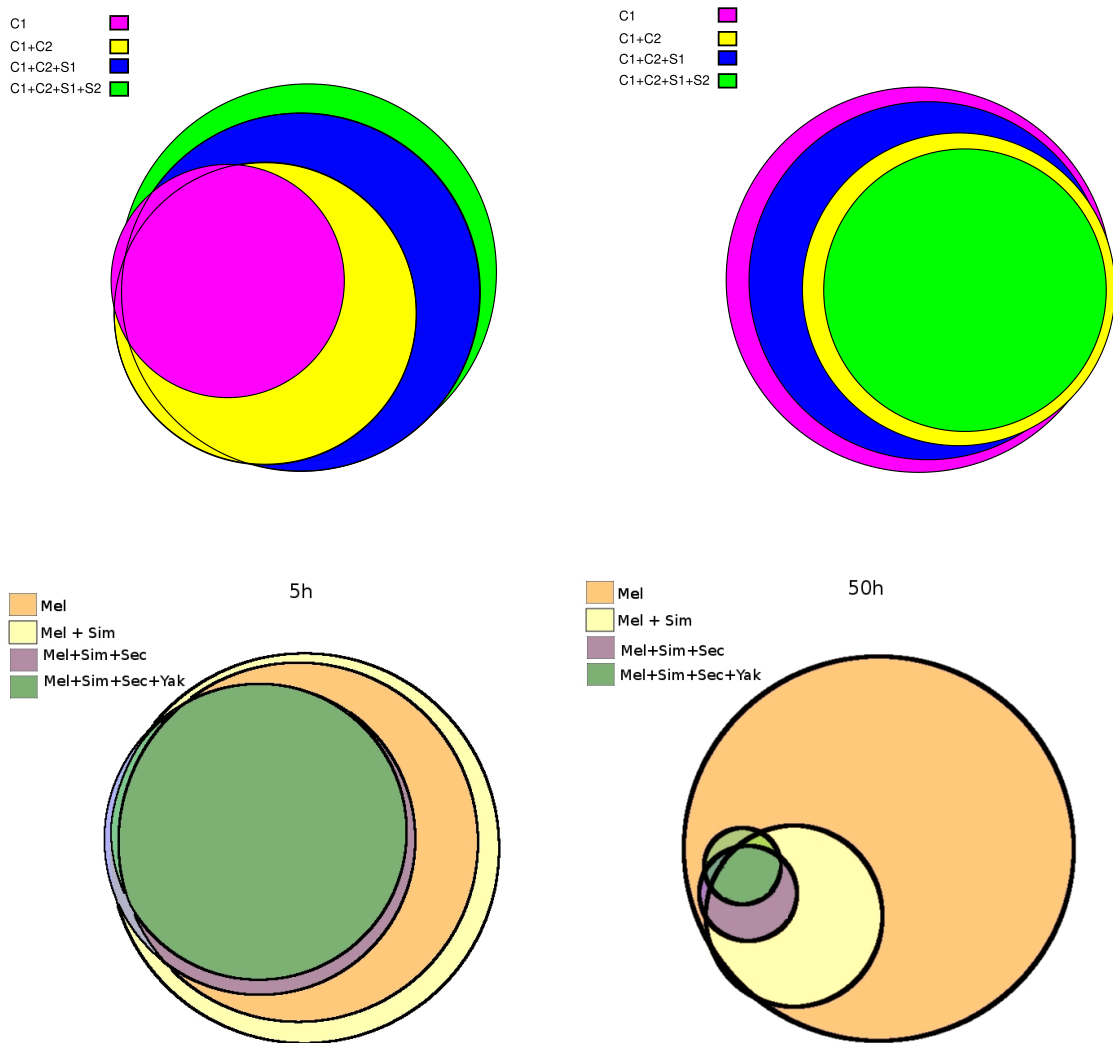 C1
C1+C2
C1+C2+S1
C1+C2+S1+S2
C1
C1+C2
C1+C2+S1
C1+C2+S1+S2
5h
Mel
Mel + Sim
Mel+Sim+Sec
Mel+Sim+Sec+Yak
50h
Mel
Mel + Sim
Mel+Sim+Sec
Mel+Sim+Sec+Yak